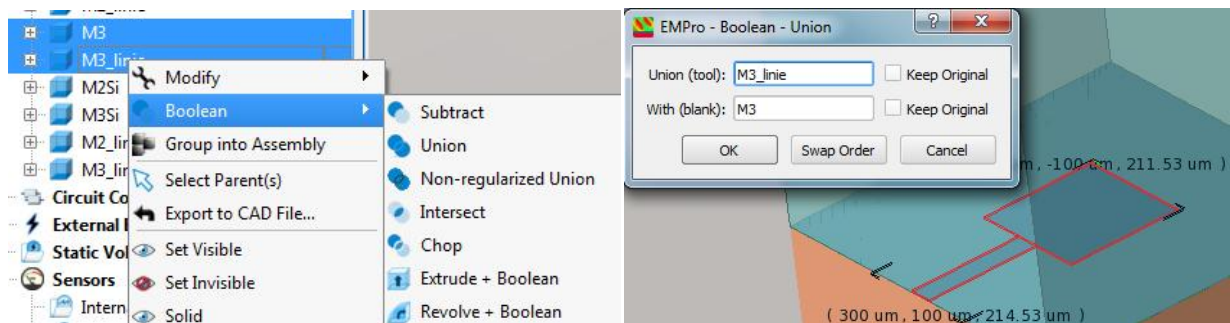 M3
M3_linie
M2Si
M3Si
Circuit Co
External
Static Vol
Sensors
Intern
Modify
Boolean
Group into Assembly
Select Parent(s)
Export to CAD File...
Set Visible
Set Invisible
Solid
Subtract
Union
Non-regularized Union
Intersect
Chop
Extrude + Boolean
Revolve + Boolean
EMPro - Boolean - Union
Union (tool): M3_linie Keep Original
With (blank): M3 Keep Original
OK Swap Order Cancel
m , -100 um , 211.53 um )
( 300 um , 100 um , 214.53 um )